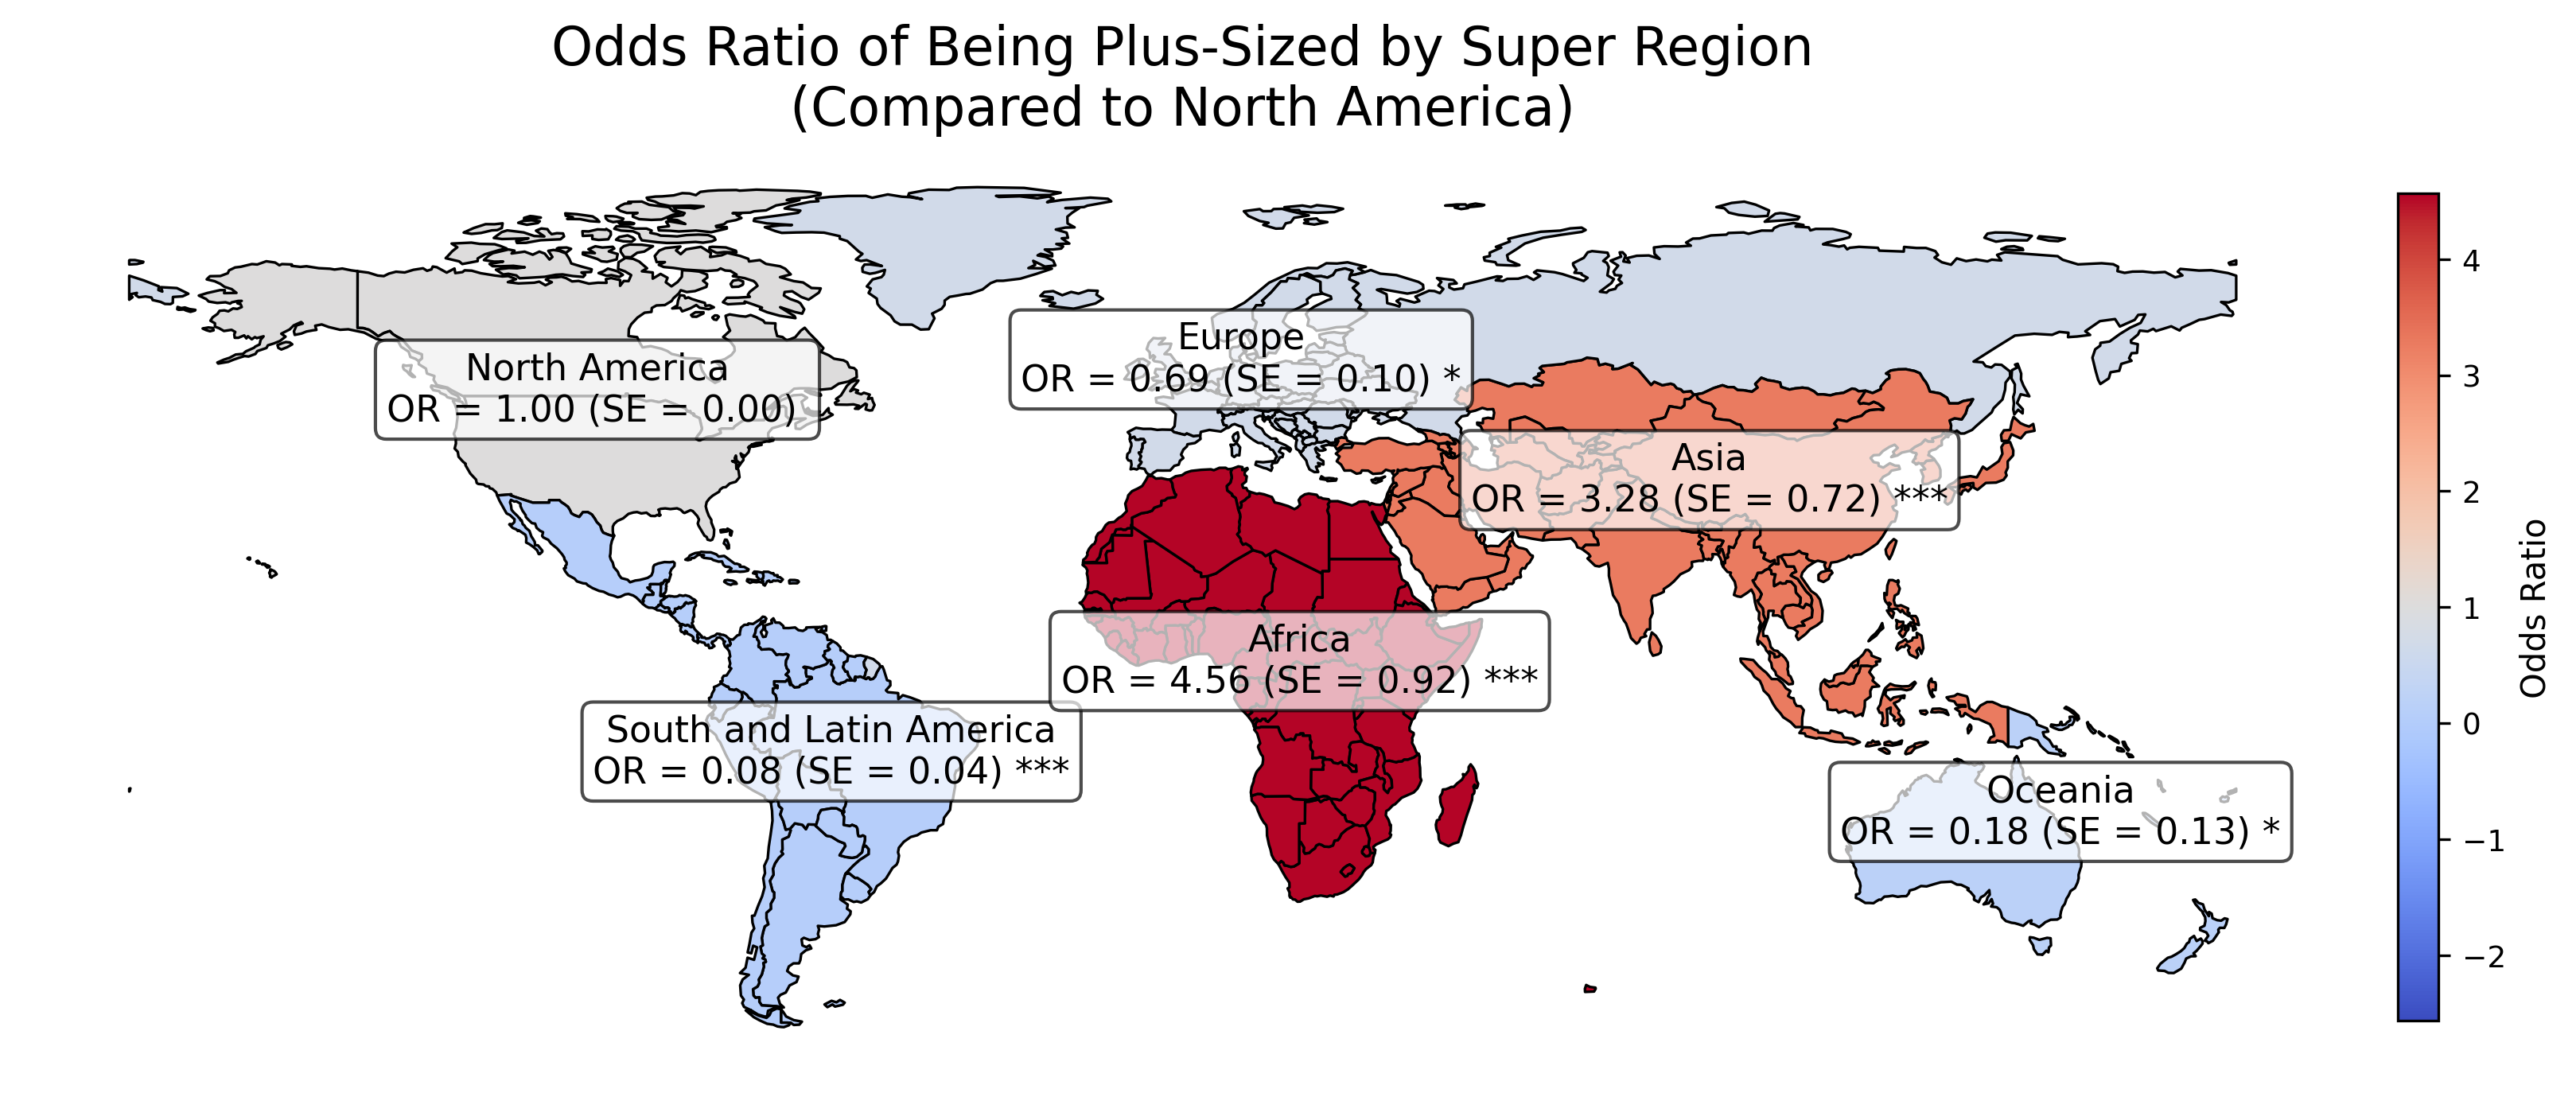 Odds Ratio of Being Plus-Sized by Super Region
(Compared to North America)
North America
OR = 1.00 (SE = 0.00)
Europe
OR = 0.69 (SE = 0.10) *
Asia
OR = 3.28 (SE = 0.72) ***
Africa
OR = 4.56 (SE = 0.92) ***
South and Latin America
OR = 0.08 (SE = 0.04) ***
Oceania
OR = 0.18 (SE = 0.13) *
4
3
2
1
0
−1
−2
Odds Ratio